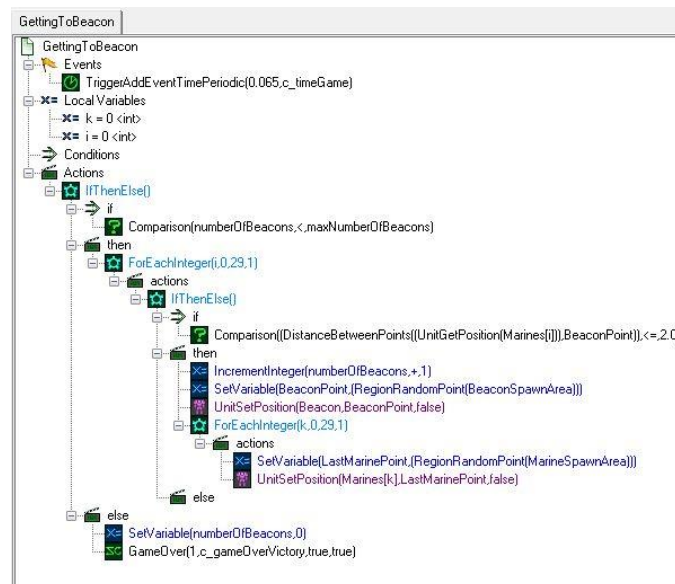 GettingToBeacon
GettingToBeacon
Events
TriggerAddEventTimePeriodic(0.065,c_timeGame)
Local Variables
k = 0 <int>
i = 0 <int>
Conditions
Actions
IfThenElse()
if
Comparison(numberOfBeacons,<,maxNumberOfBeacons)
then
ForEachInteger(i,0,29,1)
actions
IfThenElse()
if
Comparison((DistanceBetweenPoints((UnitGetPosition(Marines[i])),BeaconPoint)),<=,2.0
then
IncrementInteger(numberOfBeacons,+,1)
SetVariable(BeaconPoint,(RegionRandomPoint(BeaconSpawnArea)))
UnitSetPosition(Beacon,BeaconPoint,false)
ForEachInteger(k,0,29,1)
actions
SetVariable(LastMarinePoint,(RegionRandomPoint(MarineSpawnArea)))
UnitSetPosition(Marines[k],LastMarinePoint,false)
else
else
SetVariable(numberOfBeacons,0)
GameOver(1,c_gameOverVictory,true,true)